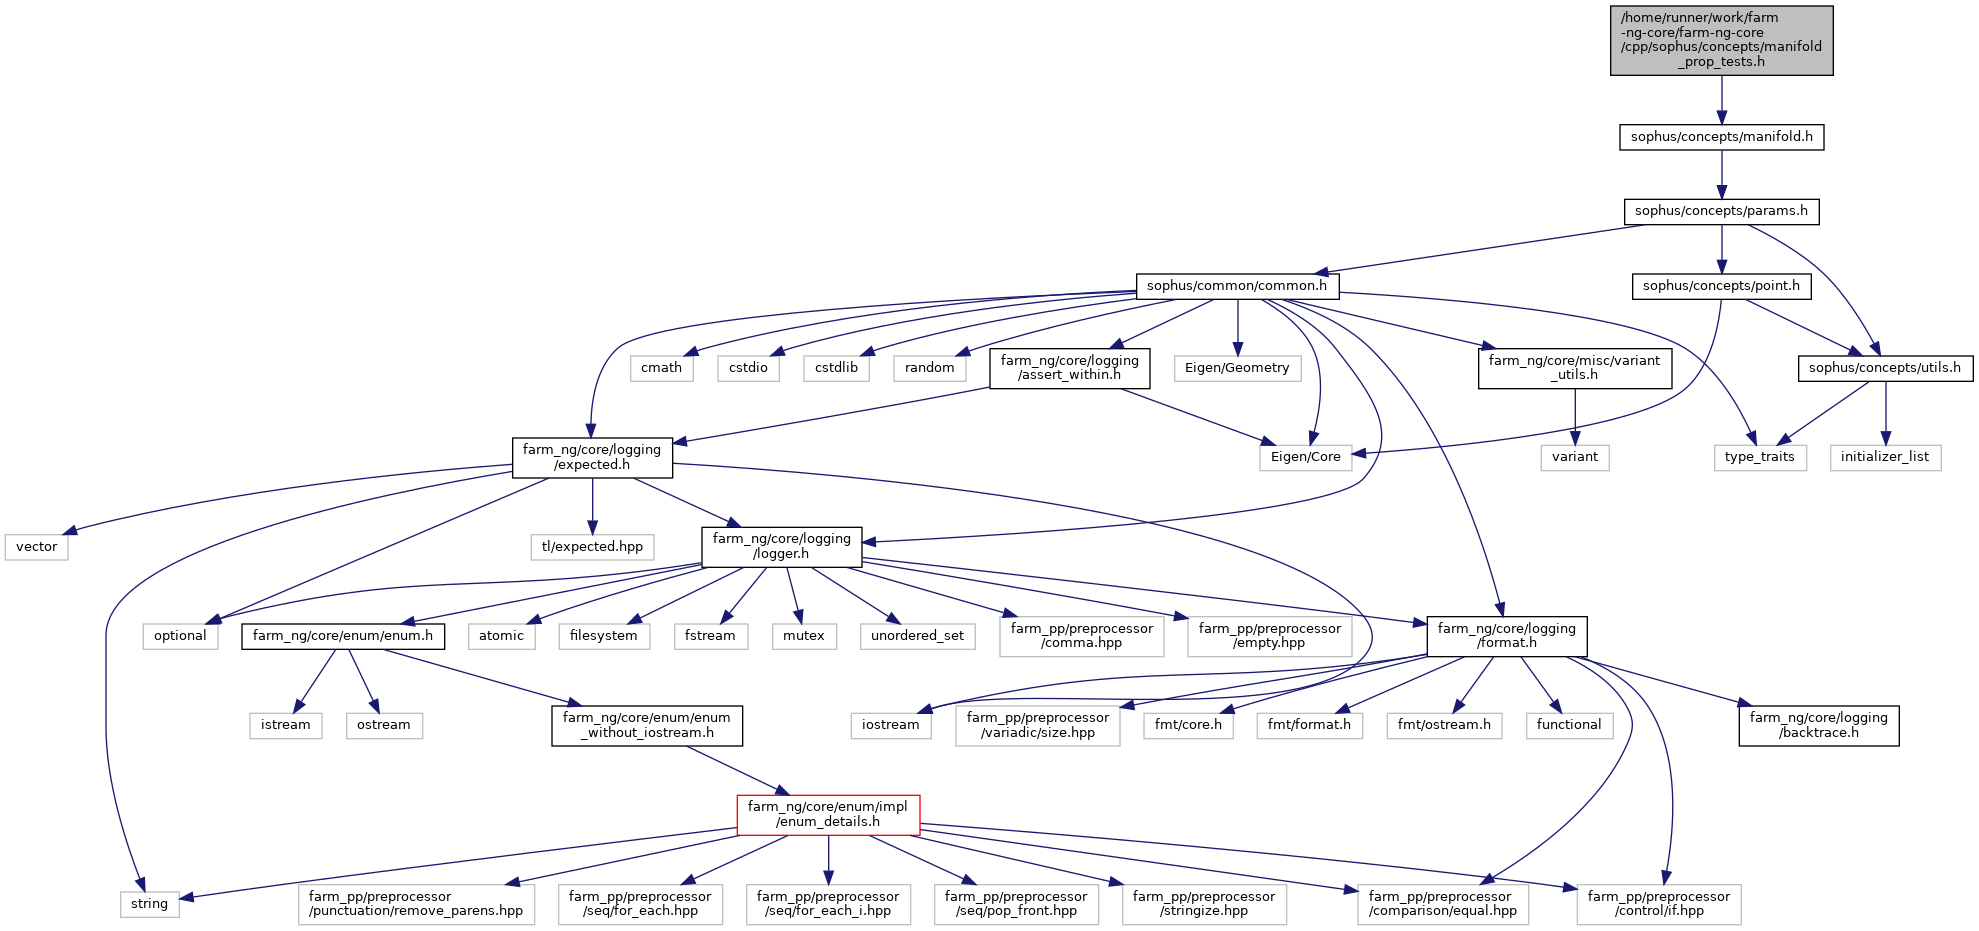 /home/runner/work/farm
-ng-core/farm-ng-core
/cpp/sophus/concepts/manifold
_prop_tests.h
sophus/concepts/manifold.h
sophus/concepts/params.h
sophus/common/common.h
sophus/concepts/point.h
cmath
cstdio
cstdlib
random
farm_ng/core/logging
/assert_within.h
Eigen/Geometry
farm_ng/core/misc/variant
_utils.h
sophus/concepts/utils.h
farm_ng/core/logging
/expected.h
Eigen/Core
variant
type_traits
initializer_list
vector
tl/expected.hpp
farm_ng/core/logging
/logger.h
optional
farm_ng/core/enum/enum.h
atomic
filesystem
fstream
mutex
unordered_set
farm_pp/preprocessor
/comma.hpp
farm_pp/preprocessor
/empty.hpp
farm_ng/core/logging
/format.h
istream
ostream
farm_ng/core/enum/enum
_without_iostream.h
iostream
farm_pp/preprocessor
/variadic/size.hpp
fmt/core.h
fmt/format.h
fmt/ostream.h
functional
farm_ng/core/logging
/backtrace.h
farm_ng/core/enum/impl
/enum_details.h
string
farm_pp/preprocessor
/punctuation/remove_parens.hpp
farm_pp/preprocessor
/seq/for_each.hpp
farm_pp/preprocessor
/seq/for_each_i.hpp
farm_pp/preprocessor
/seq/pop_front.hpp
farm_pp/preprocessor
/stringize.hpp
farm_pp/preprocessor
/comparison/equal.hpp
farm_pp/preprocessor
/control/if.hpp